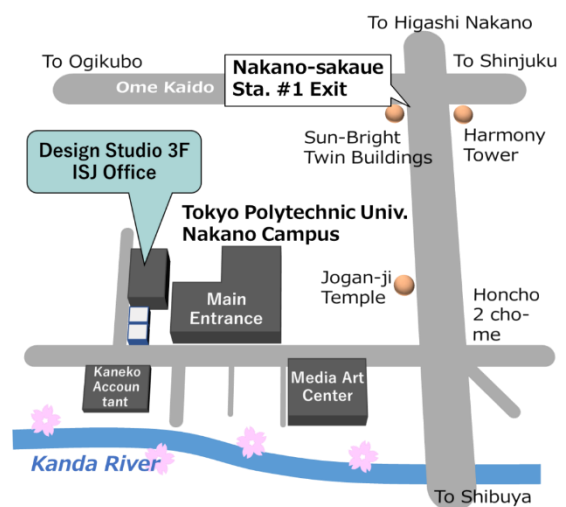 To Higashi Nakano
To Ogikubo
To Shinjuku
Ome Kaido
Nakano-sakaue
Sta. #1 Exit
Sun-Bright
Twin Buildings
Harmony
Tower
Design Studio 3F
ISJ Office
Tokyo Polytechnic Univ.
Nakano Campus
Main
Entrance
Jogan-ji
Temple
Honcho
2 cho-
me
Kaneko
Accoun
tant
Media Art
Center
Kanda River
To Shibuya